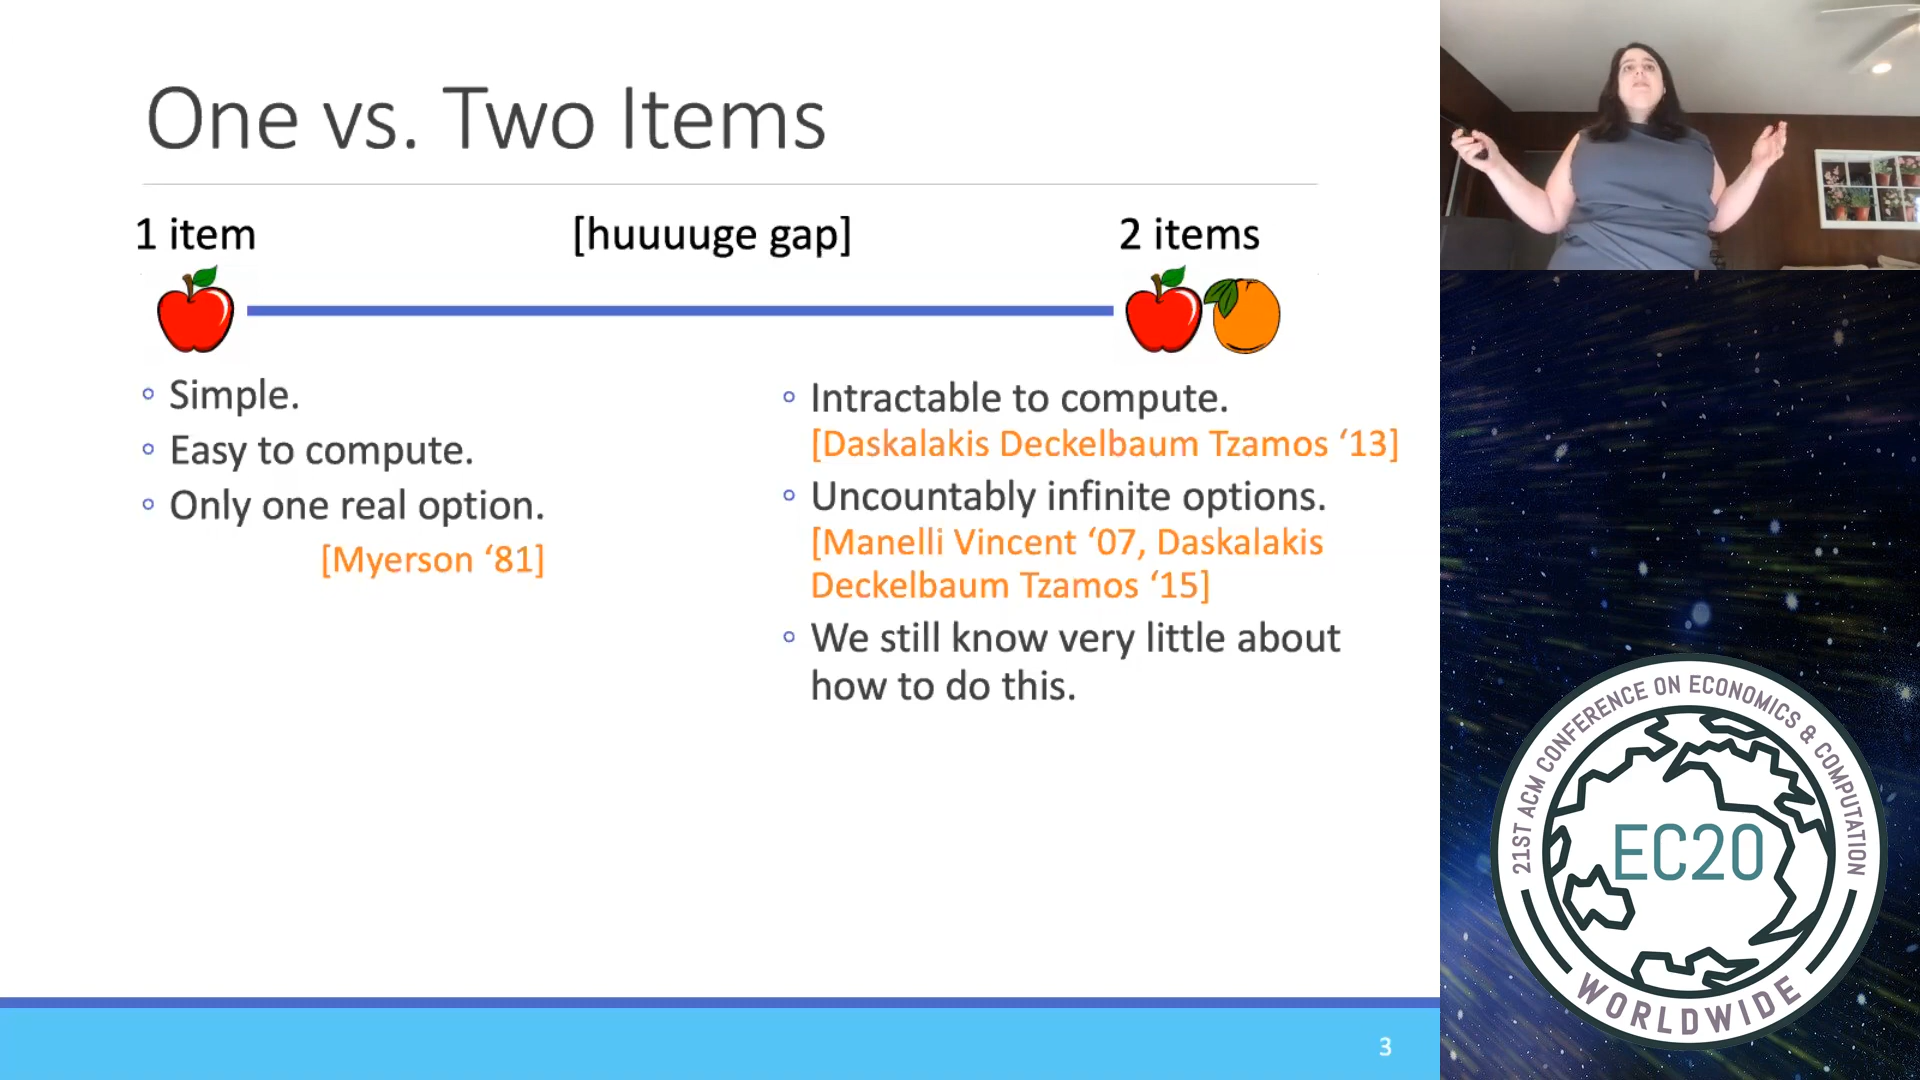 One vs. Two Items
1 item
[huuuuge gap]
2 items
◦ Simple.
◦ Easy to compute.
◦ Only one real option.
[Myerson ‘81]
◦ Intractable to compute.
[Daskalakis Deckelbaum Tzamos ‘13]
◦ Uncountably infinite options.
[Manelli Vincent ‘07, Daskalakis
Deckelbaum Tzamos ‘15]
◦ We still know very little about
how to do this.
3
21ST ACM CONFERENCE ON ECONOMICS & COMPUTATION
EC20
WORLDWIDE